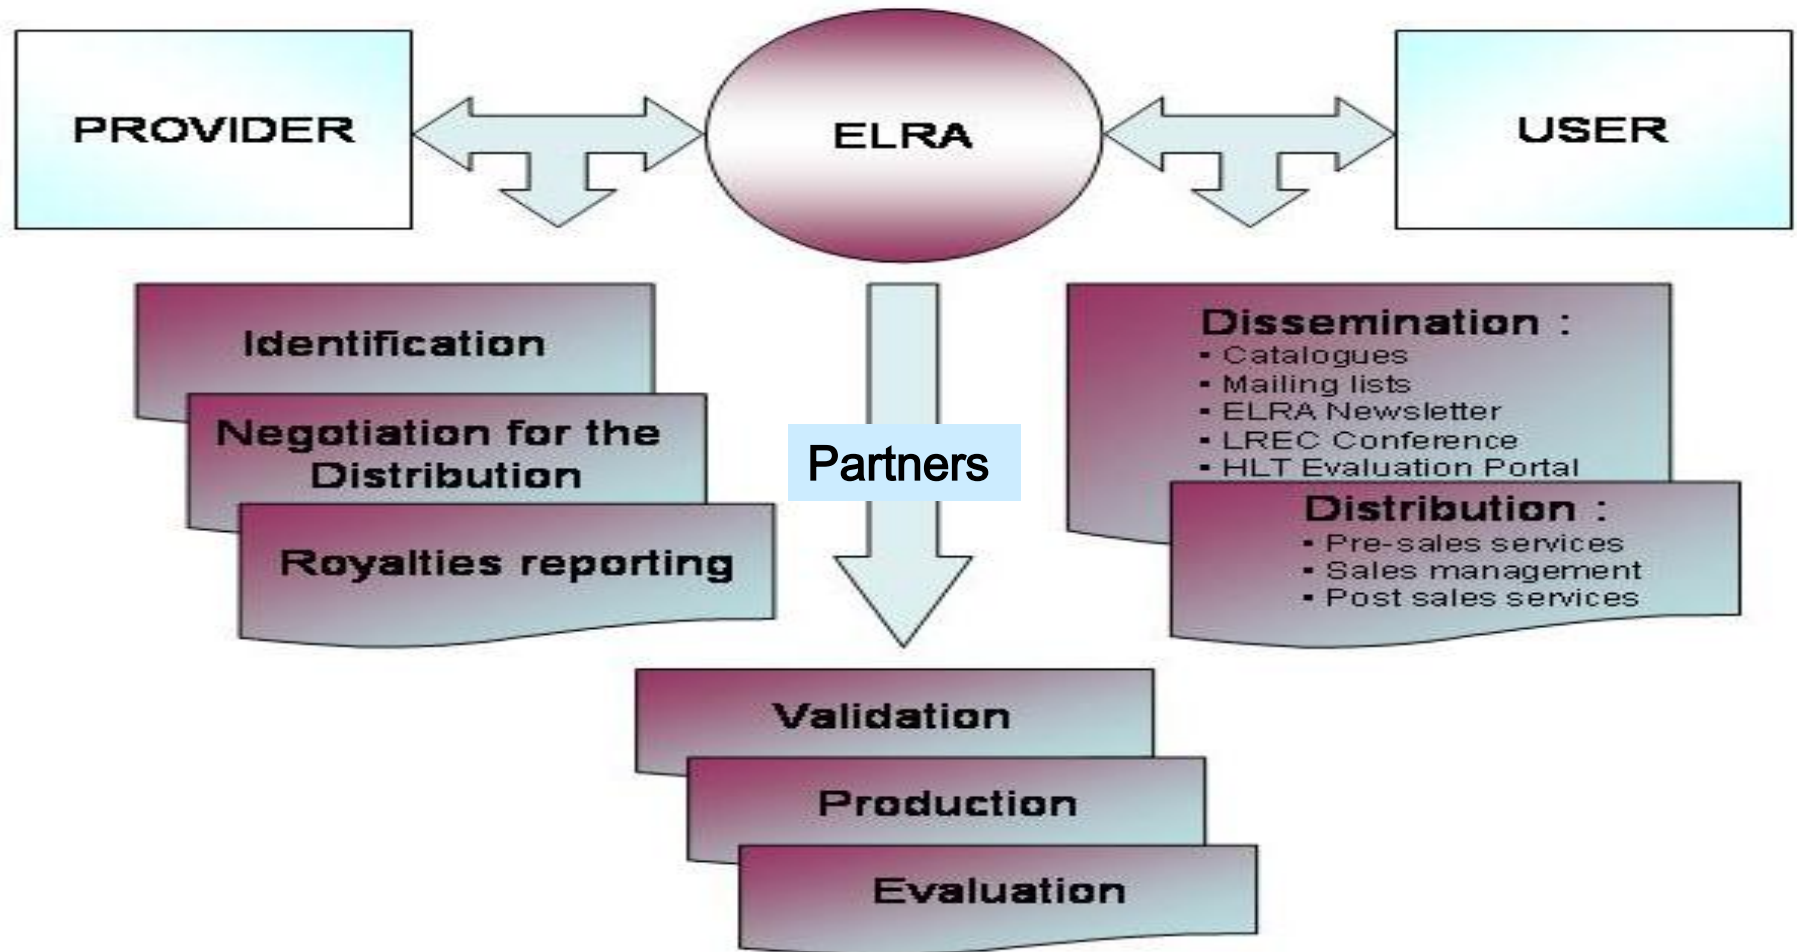 PROVIDER
ELRA
USER
Identification
Negotiation for the
Distribution
Royalties reporting
Partners
Dissemination :
▪ Catalogues
▪ Mailing lists
▪ ELRA Newsletter
▪ LREC Conference
▪ HLT Evaluation Portal
Distribution :
▪ Pre-sales services
▪ Sales management
▪ Post sales services
Validation
Production
Evaluation